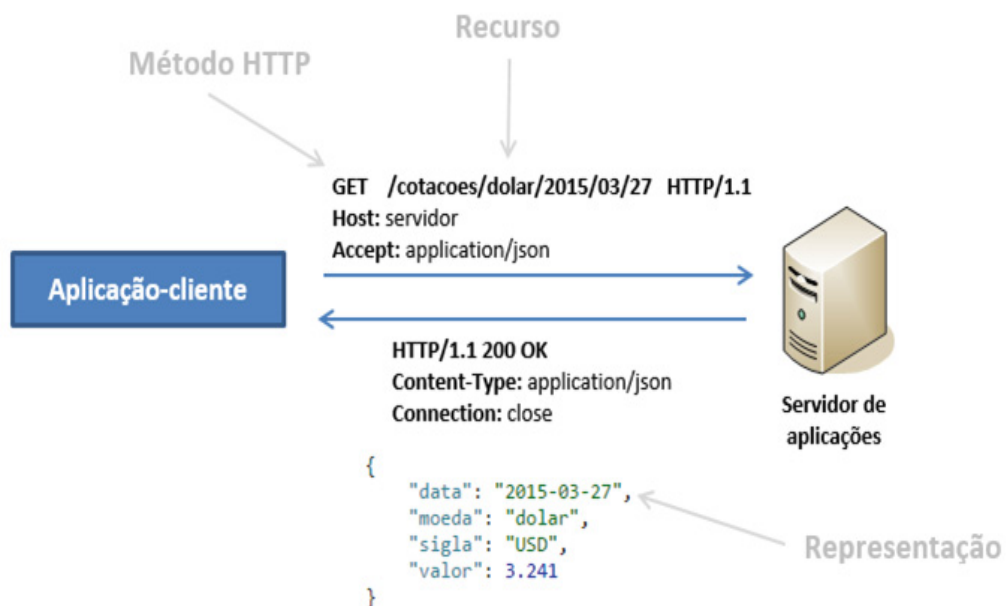 Recurso
Método HTTP
GET /cotacoes/dolar/2015/03/27 HTTP/1.1
Host: servidor
Accept: application/json
Aplicação-cliente
HTTP/1.1 200 OK
Content-Type: application/json
Connection: close
Servidor de
aplicações
{
"data": "2015-03-27",
"moeda": "dolar",
"sigla": "USD",
"valor": 3.241
}
Representação